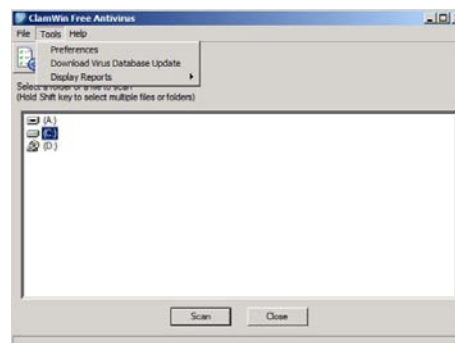 ClamWin Free Antivirus
File Tools Help
Preferences
Download Virus Database Update
Display Reports
Select a folder or a file to scan
(Hold Shift key to select multiple files or folders)
(A:)
(C:)
(D:)
Scan Close